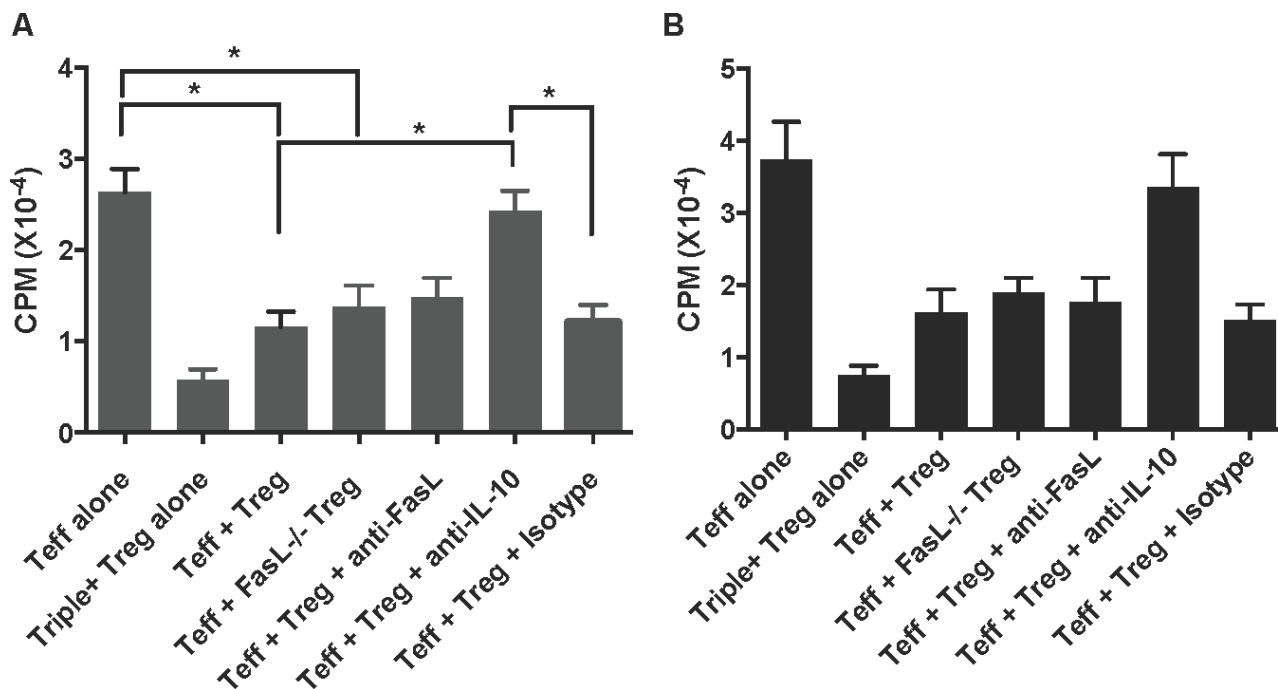 A
CPM (X10-4)
4
3
2
1
0
*
*
*
*
Teff alone
Triple+ Treg alone
Teff + Treg
Teff + FasL-/- Treg
Teff + Treg + anti-FasL
Teff + Treg + anti-IL-10
Teff + Treg + Isotype
B
CPM (X10-4)
5
4
3
2
1
0
Teff alone
Triple+ Treg alone
Teff + Treg
Teff + FasL-/- Treg
Teff + Treg + anti-FasL
Teff + Treg + anti-IL-10
Teff + Treg + Isotype